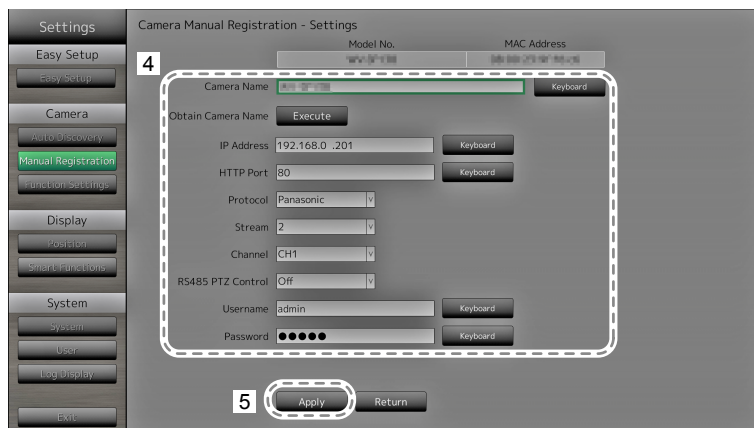 Settings
Easy Setup
Easy Setup
Camera
Auto Discovery
Manual Registration
Function Settings
Display
Position
Smart Functions
System
System
User
Log Display
Exit
Camera Manual Registration - Settings
Model No. MAC Address
4
Camera Name Keyboard
Obtain Camera Name Execute
IP Address 192.168.0 .201 Keyboard
HTTP Port 80 Keyboard
Protocol Panasonic
Stream 2
Channel CH1
RS485 PTZ Control Off
Username admin Keyboard
Password ●●●●● Keyboard
5 Apply Return